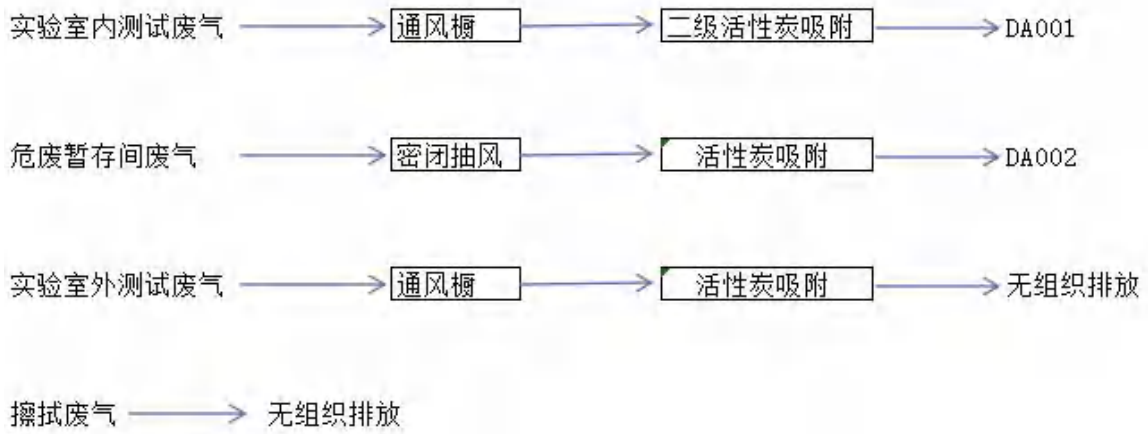 实验室内测试废气 通风橱 二级活性炭吸附 DA001
危废暂存间废气 密闭抽风 活性炭吸附 DA002
实验室外测试废气 通风橱 活性炭吸附 无组织排放
擦拭废气 无组织排放